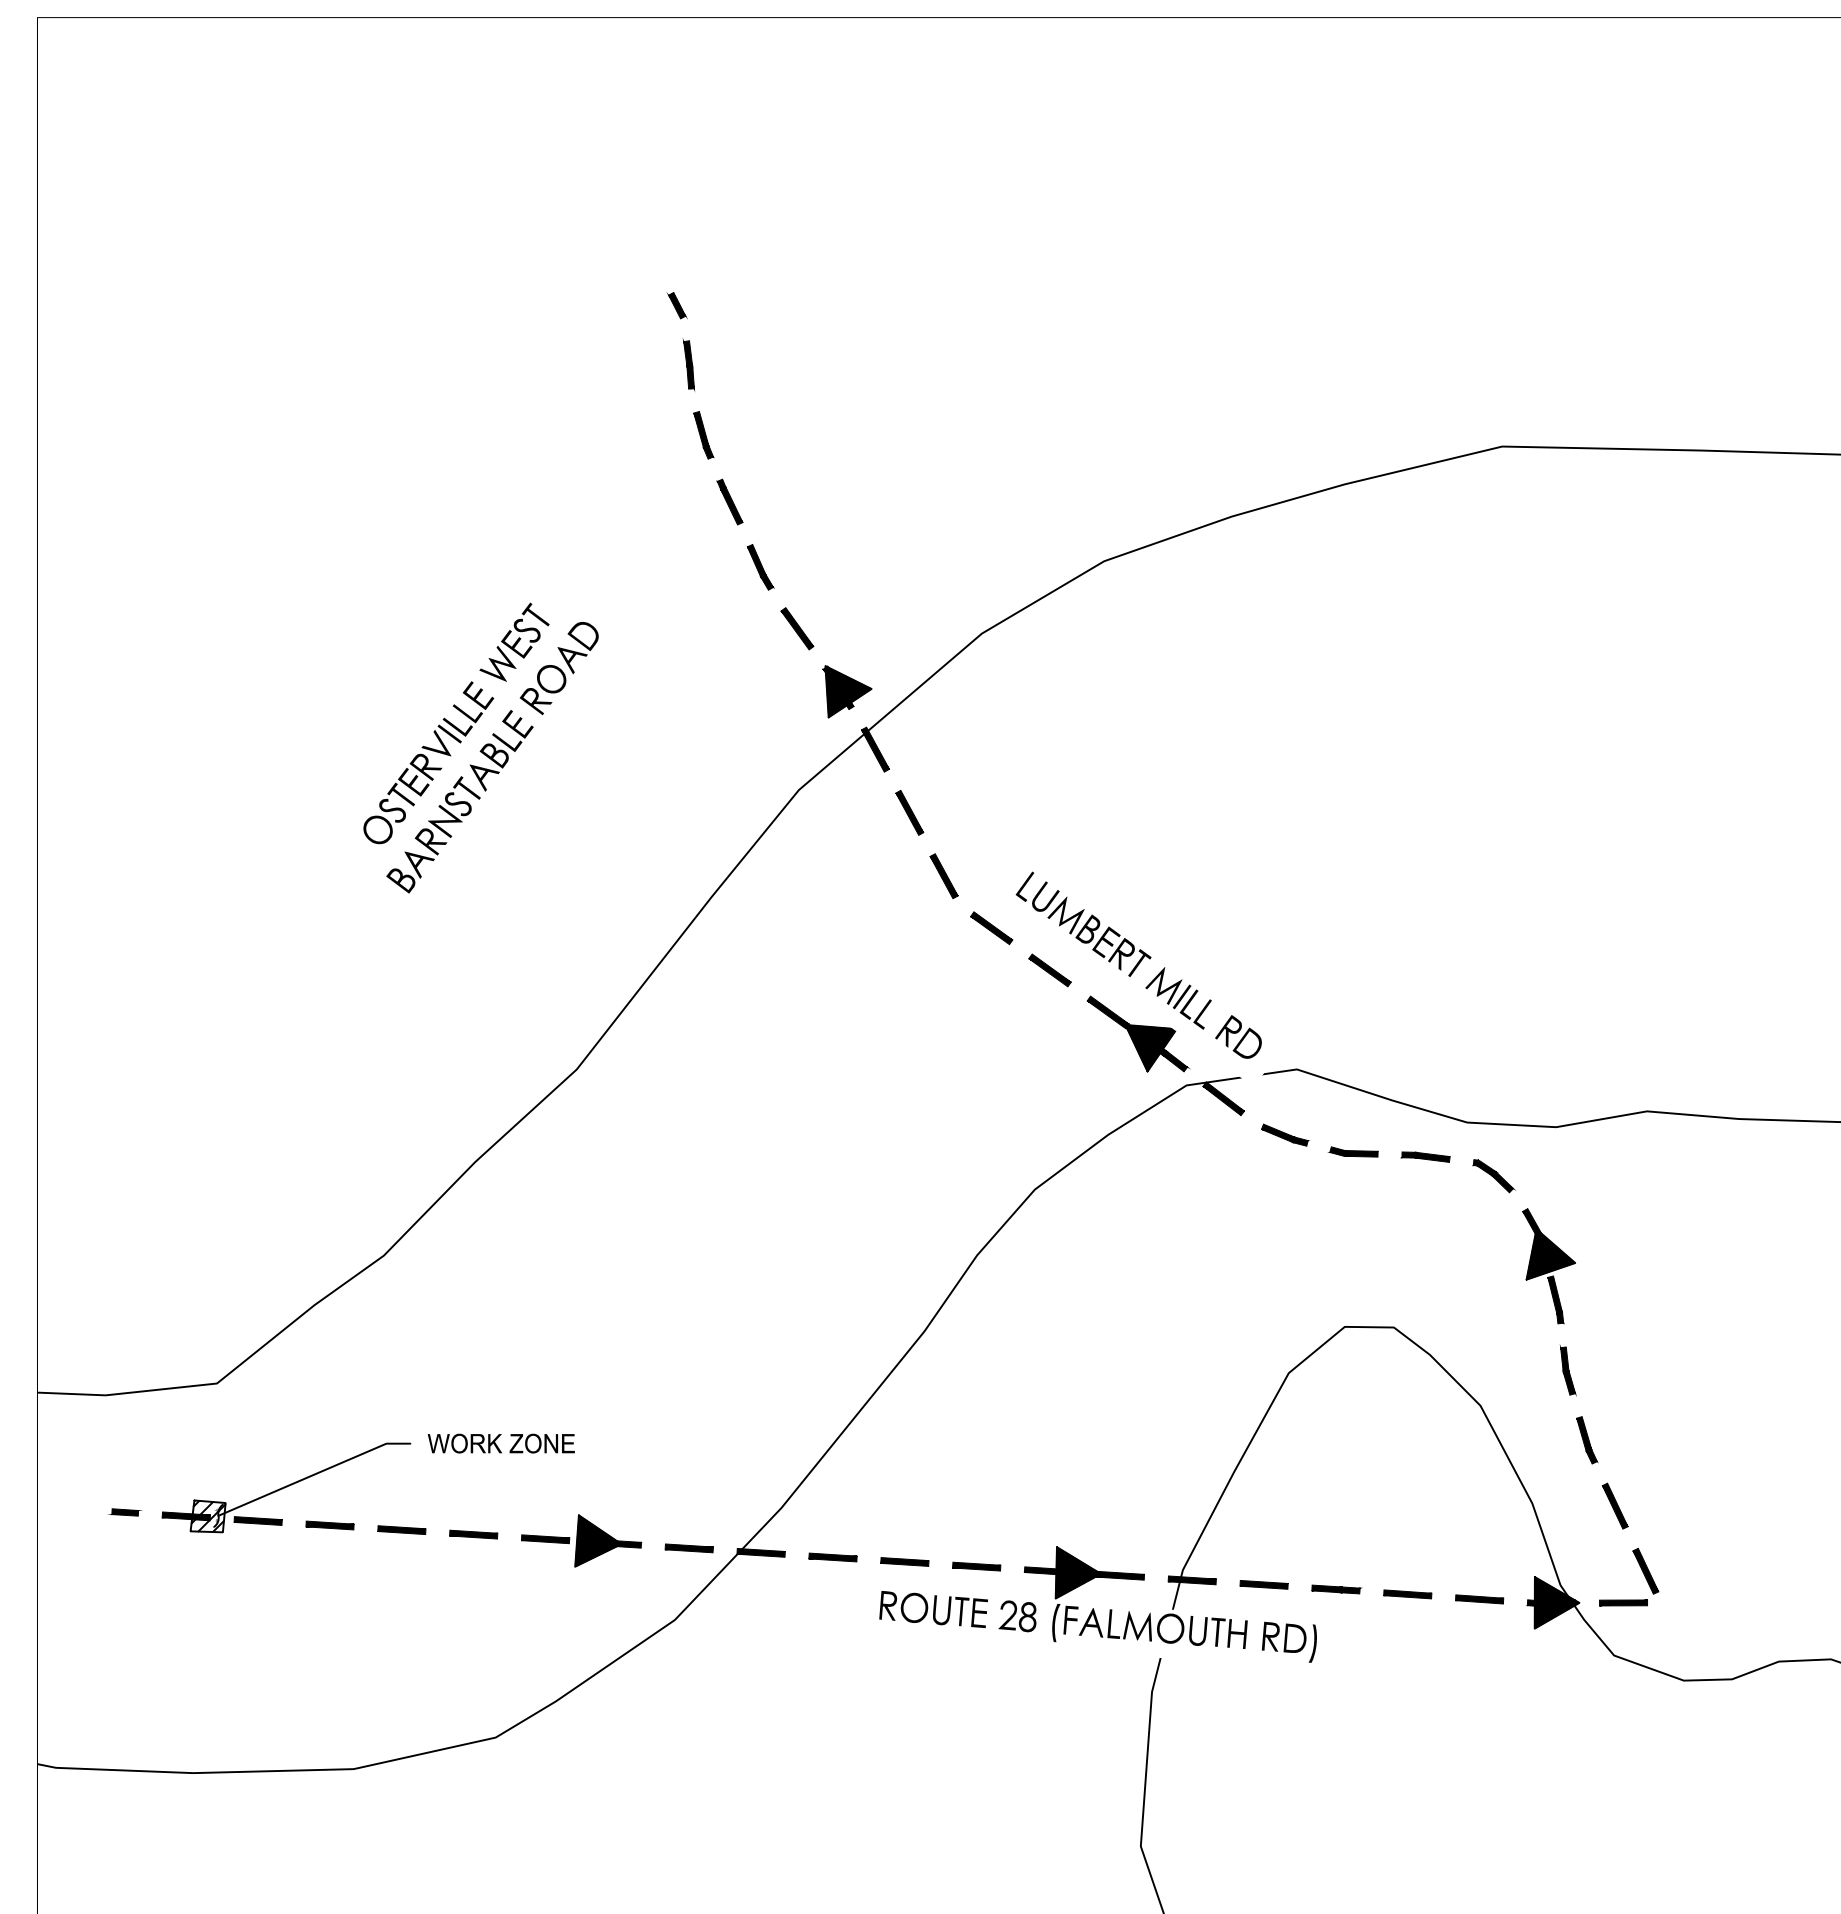 OSTERVILLE WEST
BARNSTABLE ROAD
LUMBERT MILL RD
WORK ZONE
ROUTE 28 (FALMOUTH RD)